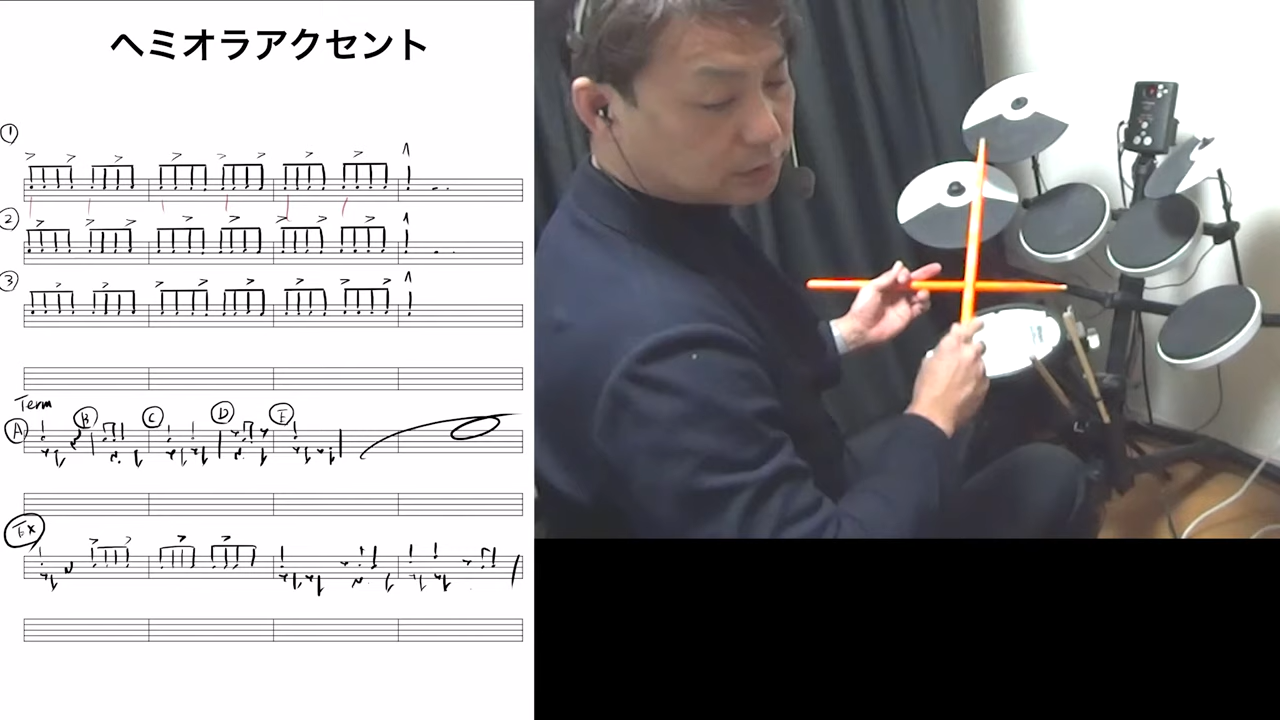 ヘミオラアクセント
①
②
③
Term
Ⓐ Ⓑ Ⓒ Ⓓ Ⓔ
Ex